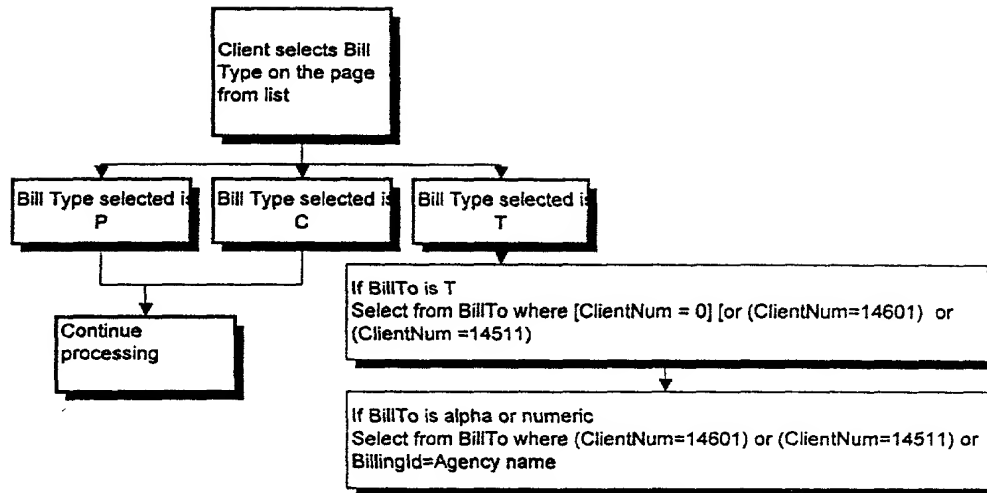 Client selects Bill
Type on the page
from list
Bill Type selected is
P
Bill Type selected is
C
Bill Type selected is
T
If BillTo is T
Select from BillTo where [ClientNum = 0] [or (ClientNum=14601) or
(ClientNum =14511)
Continue
processing
If BillTo is alpha or numeric
Select from BillTo where (ClientNum=14601) or (ClientNum=14511) or
BillingId=Agency name